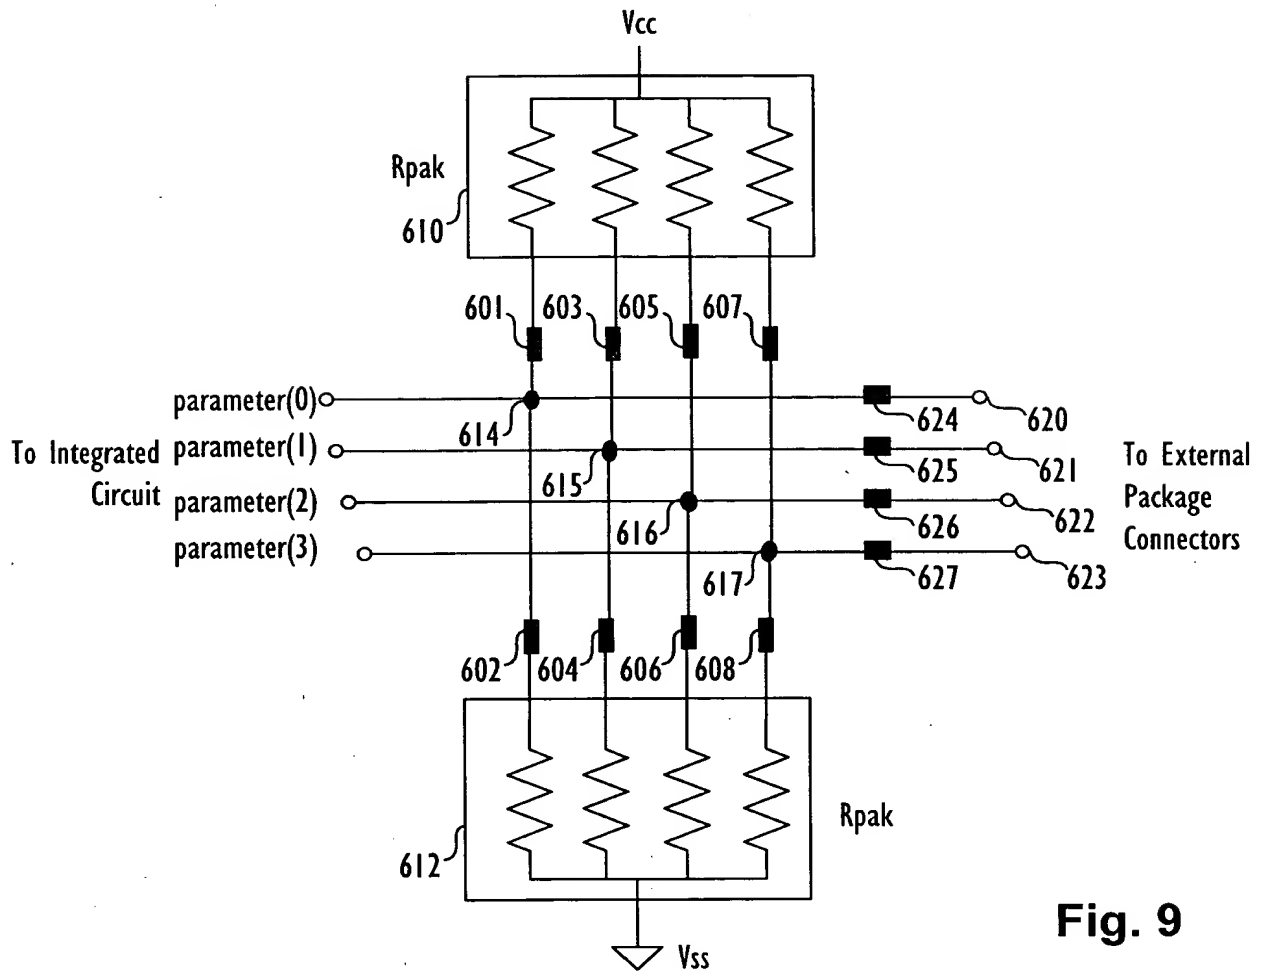 Vcc
Rpak
610
601
603
605
607
parameter(0)
614
624
620
To Integrated
Circuit
parameter(1)
615
625
621
To External
Package
Connectors
parameter(2)
616
626
622
parameter(3)
617
627
623
602
604
606
608
Rpak
612
Vss
Fig. 9